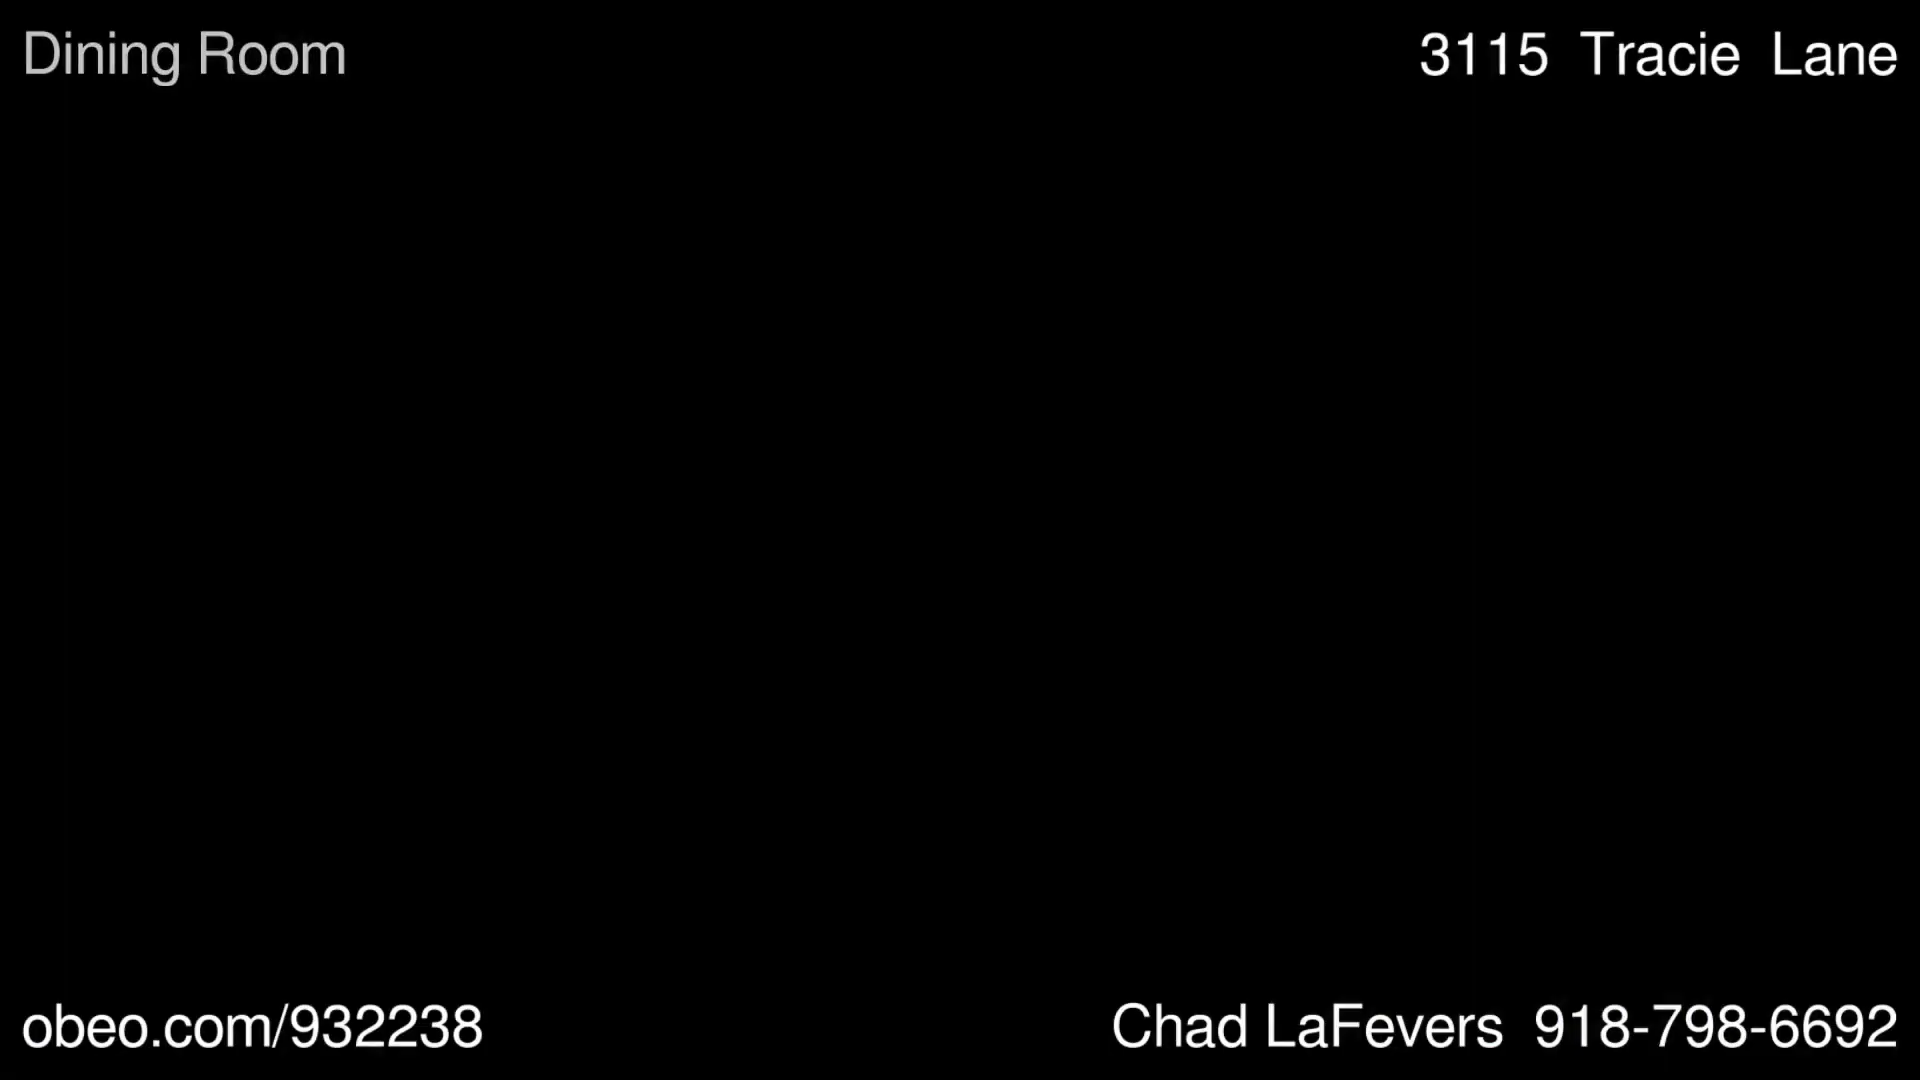 Dining Room
3115 Tracie Lane
obeo.com/932238
Chad LaFevers 918-798-6692